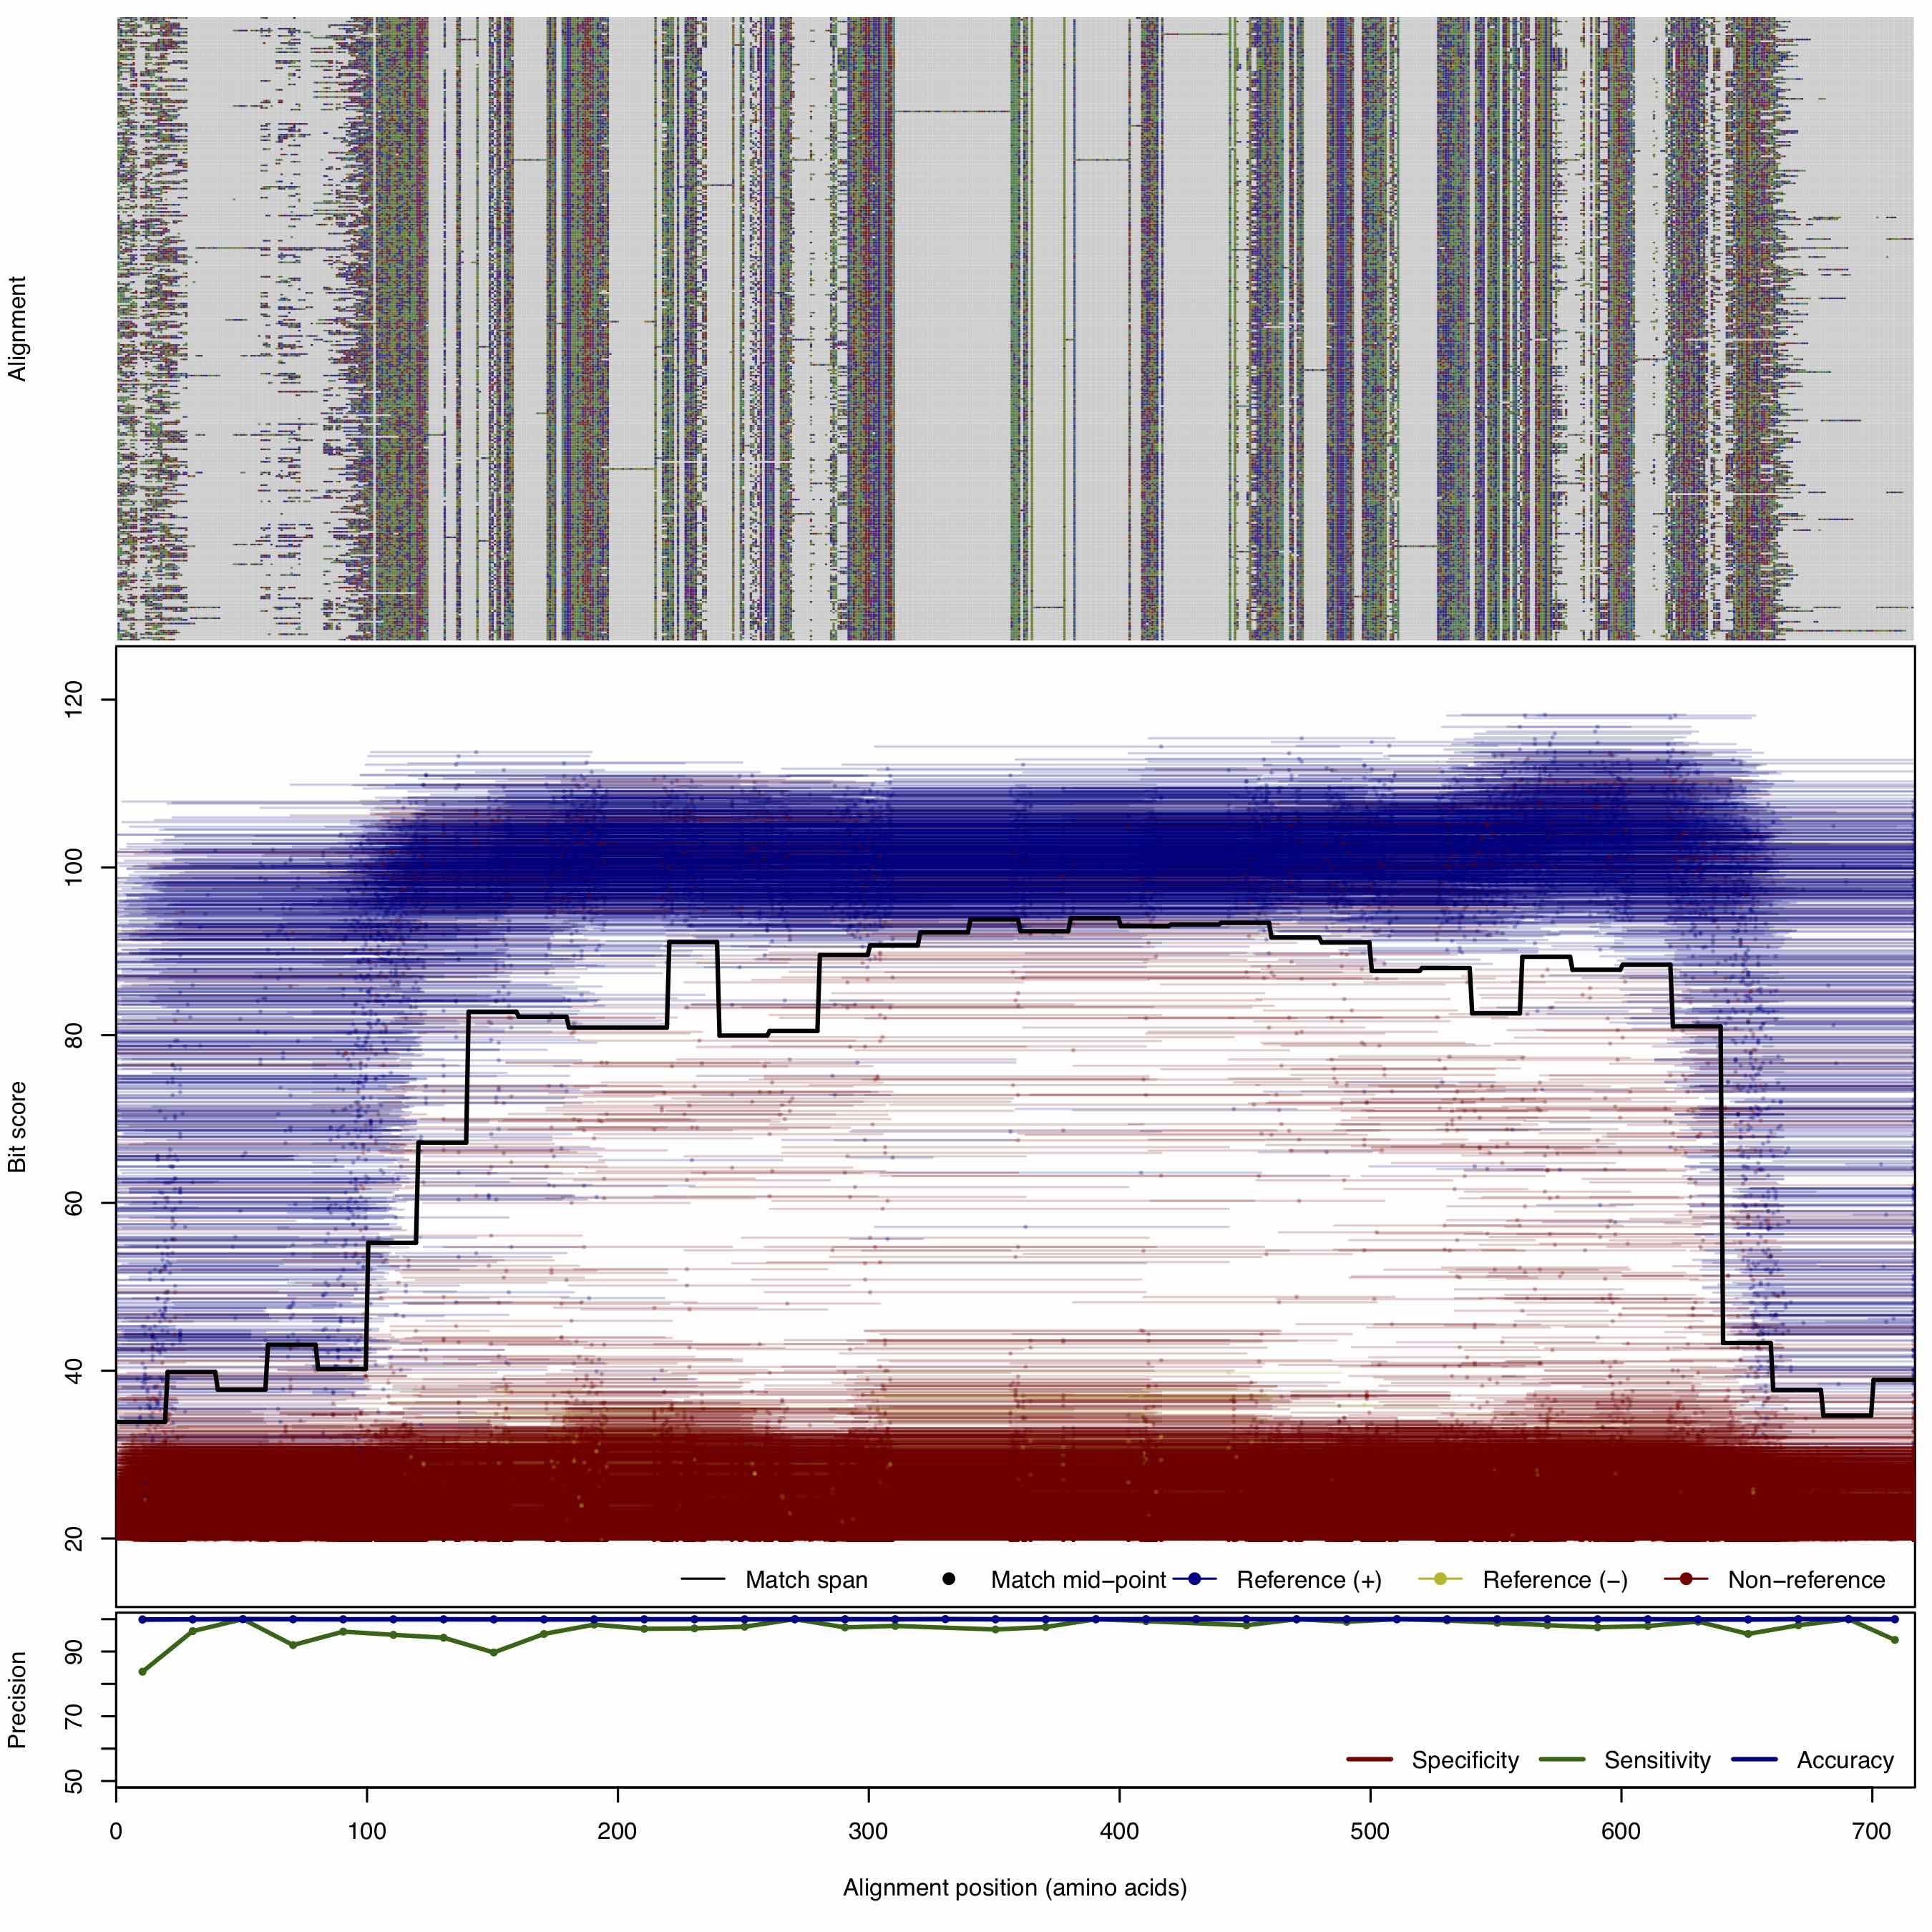 Alignment
120
100
80
60
40
20
Bit score
Match span Match mid−point Reference (+) Reference (−) Non−reference
90
70
50
Precision
Specificity Sensitivity Accuracy
0 100 200 300 400 500 600 700
Alignment position (amino acids)